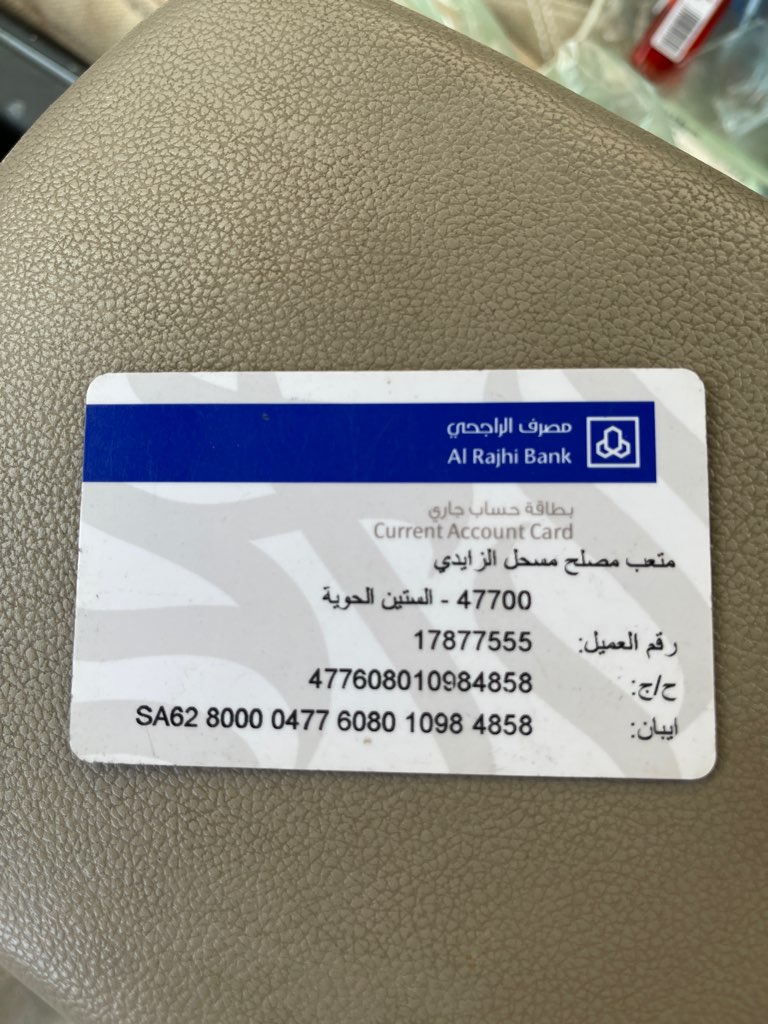 مصرف الراجحي
Al Rajhi Bank
بطاقة حساب جاري
Current Account Card
متعب مصلح مسحل الزايدي
47700 - الستين الحوية
رقم العميل: 17877555
ح/ج: 477608010984858
ايبان: SA62 8000 0477 6080 1098 4858